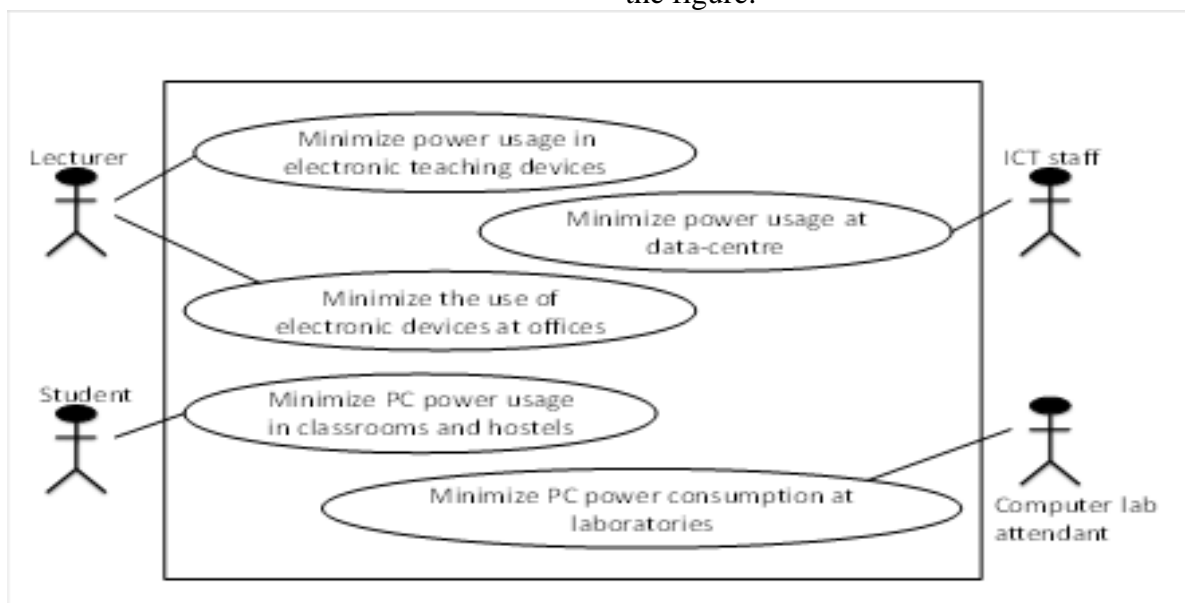 the figure.
Lecturer
Minimize power usage in
electronic teaching devices
ICT staff
Minimize power usage at
data-centre
Minimize the use of
electronic devices at offices
Student
Minimize PC power usage
in classrooms and hostels
Minimize PC power consumption at
laboratories
Computer lab
attendant